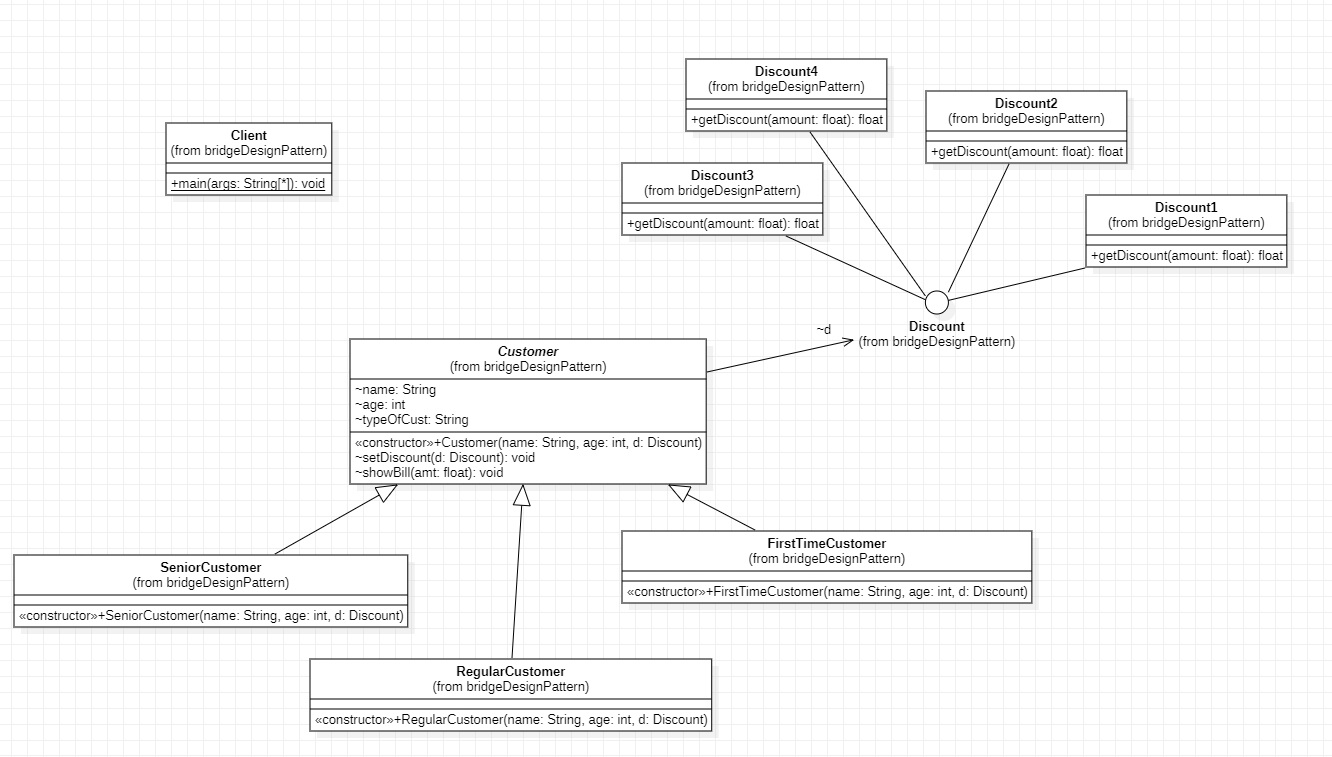 Discount4
(from bridgeDesignPattern)
+getDiscount(amount: float): float
Discount2
(from bridgeDesignPattern)
+getDiscount(amount: float): float
Client
(from bridgeDesignPattern)
+main(args: String[*]): void
Discount3
(from bridgeDesignPattern)
+getDiscount(amount: float): float
Discount1
(from bridgeDesignPattern)
+getDiscount(amount: float): float
~d
Discount
(from bridgeDesignPattern)
Customer
(from bridgeDesignPattern)
~name: String
~age: int
~typeOfCust: String
«constructor»+Customer(name: String, age: int, d: Discount)
~setDiscount(d: Discount): void
~showBill(amt: float): void
SeniorCustomer
(from bridgeDesignPattern)
«constructor»+SeniorCustomer(name: String, age: int, d: Discount)
FirstTimeCustomer
(from bridgeDesignPattern)
«constructor»+FirstTimeCustomer(name: String, age: int, d: Discount)
RegularCustomer
(from bridgeDesignPattern)
«constructor»+RegularCustomer(name: String, age: int, d: Discount)